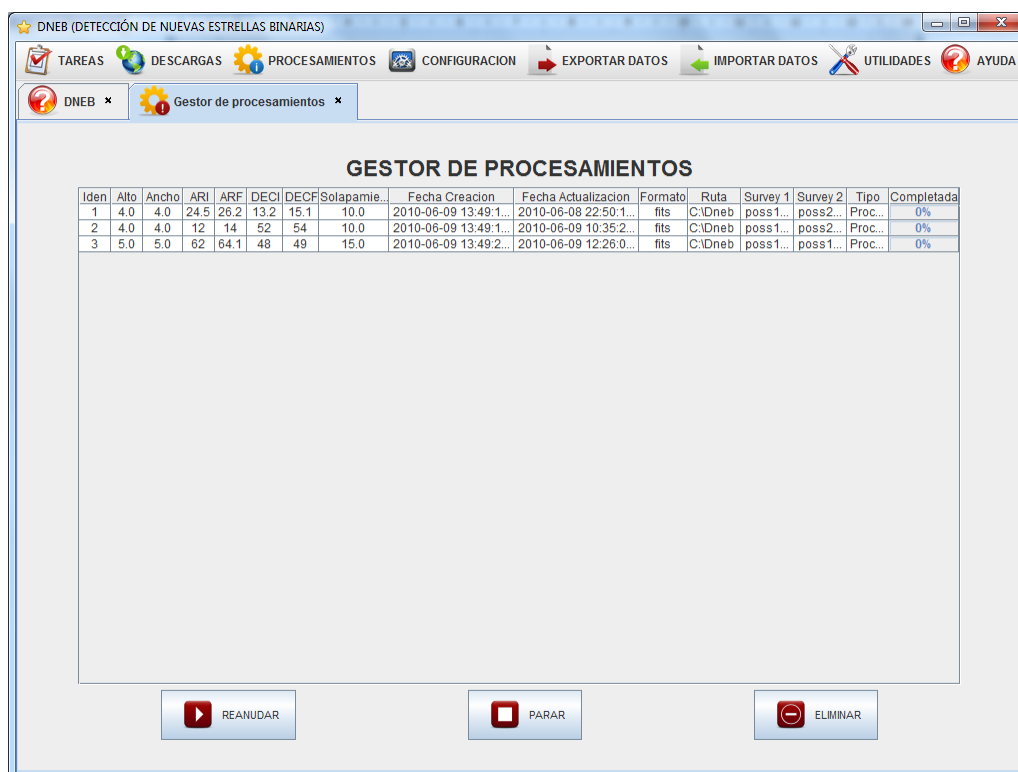 DNEB (DETECCIÓN DE NUEVAS ESTRELLAS BINARIAS)
TAREAS DESCARGAS PROCESAMIENTOS CONFIGURACION EXPORTAR DATOS IMPORTAR DATOS UTILIDADES AYUDA
DNEB Gestor de procesamientos
GESTOR DE PROCESAMIENTOS
Iden Alto Ancho ARI ARF DECI DECF Solapamie... Fecha Creacion Fecha Actualizacion Formato Ruta Survey 1 Survey 2 Tipo Completada
1 4.0 4.0 24.5 26.2 13.2 15.1 10.0 2010-06-09 13:49:1... 2010-06-08 22:50:1... fits C:\Dneb poss1... poss2... Proc... 0%
2 4.0 4.0 12 14 52 54 10.0 2010-06-09 13:49:1... 2010-06-09 10:35:2... fits C:\Dneb poss1... poss2... Proc... 0%
3 5.0 5.0 62 64.1 48 49 15.0 2010-06-09 13:49:2... 2010-06-09 12:26:0... fits C:\Dneb poss1... poss1... Proc... 0%
REANUDAR PARAR ELIMINAR